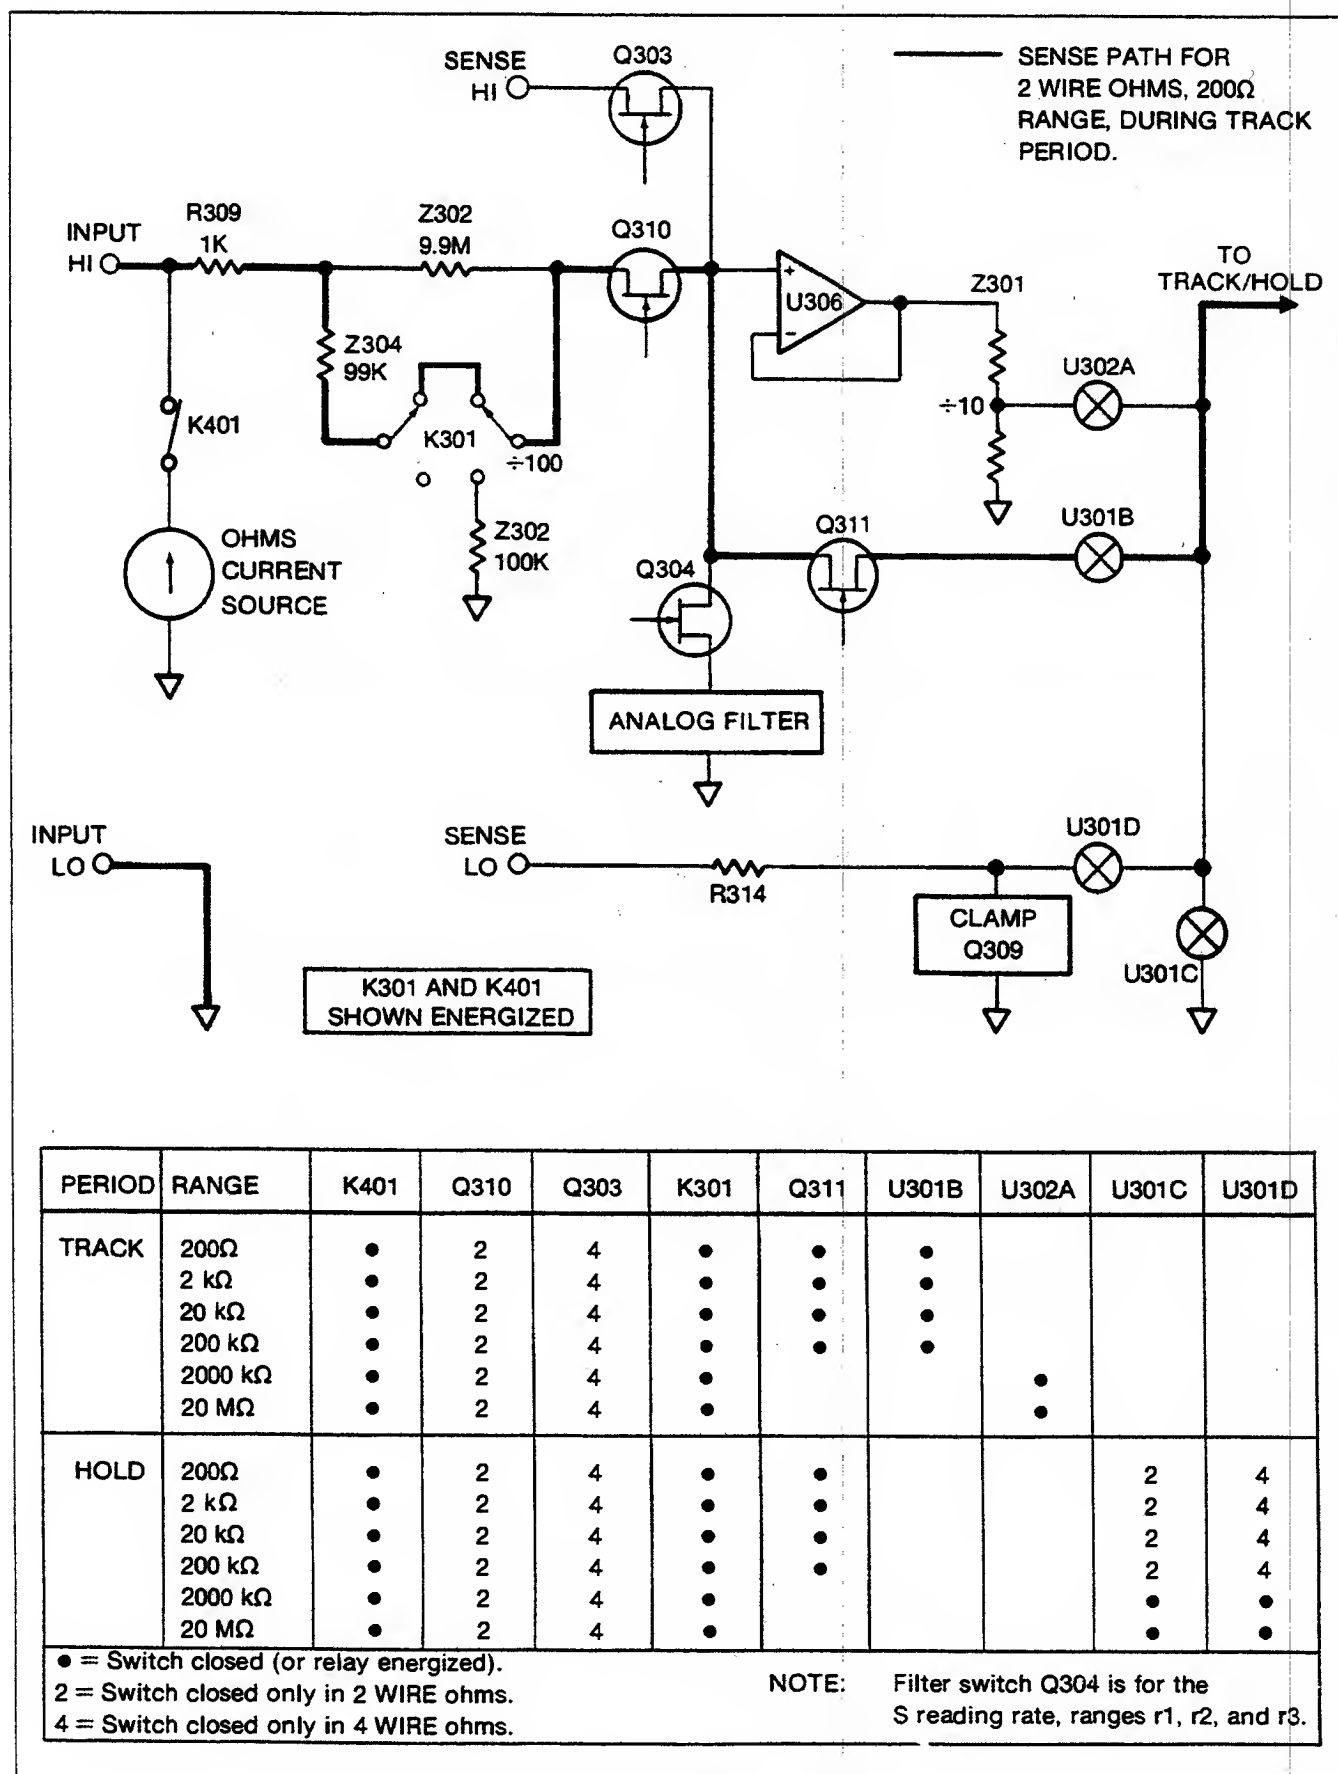 SENSE
HI
Q303
SENSE PATH FOR
2 WIRE OHMS, 200Ω
RANGE, DURING TRACK
PERIOD.
INPUT
HI
R309
1K
Z302
9.9M
Q310
TO
TRACK/HOLD
Z301
+
U306
−
Z304
99K
K401
K301
÷100
÷10
U302A
OHMS
CURRENT
SOURCE
Z302
100K
Q304
Q311
U301B
ANALOG FILTER
INPUT
LO
SENSE
LO
R314
U301D
CLAMP
Q309
U301C
K301 AND K401
SHOWN ENERGIZED
PERIOD RANGE K401 Q310 Q303 K301 Q311 U301B U302A U301C U301D
TRACK 200Ω ● 2 4 ● ● ●
2 kΩ ● 2 4 ● ● ●
20 kΩ ● 2 4 ● ● ●
200 kΩ ● 2 4 ● ● ●
2000 kΩ ● 2 4 ● ●
20 MΩ ● 2 4 ● ●
HOLD 200Ω ● 2 4 ● ● 2 4
2 kΩ ● 2 4 ● ● 2 4
20 kΩ ● 2 4 ● ● 2 4
200 kΩ ● 2 4 ● ● 2 4
2000 kΩ ● 2 4 ● ● ●
20 MΩ ● 2 4 ● ● ●
● = Switch closed (or relay energized).
2 = Switch closed only in 2 WIRE ohms.
4 = Switch closed only in 4 WIRE ohms.
NOTE: Filter switch Q304 is for the
S reading rate, ranges r1, r2, and r3.